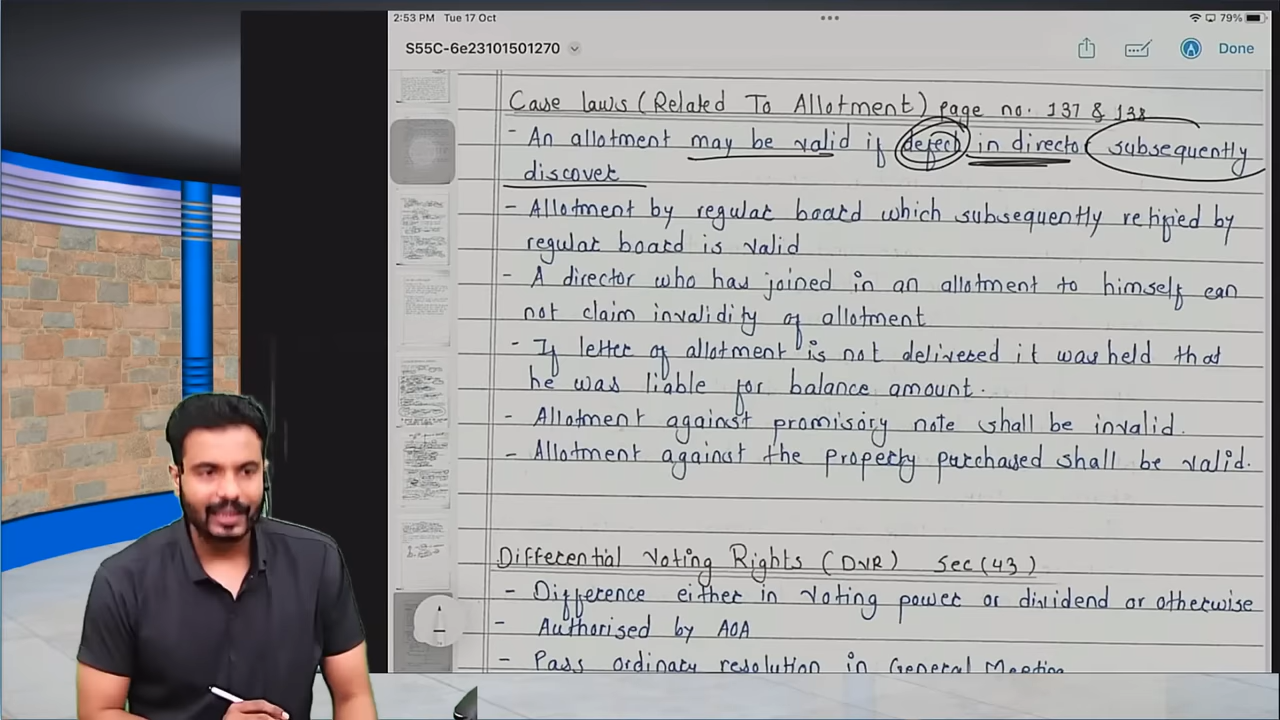 2:53 PM Tue 17 Oct
79%
S55C-6e23101501270
Done
Case laws (Related To Allotment) page no. 137 & 138
- An allotment may be valid if defect in director subsequently
discover
- Allotment by regular board which subsequently retified by
regular board is valid
- A director who has joined in an allotment to himself can
not claim invalidity of allotment
- If letter of allotment is not delivered it was held that
he was liable for balance amount.
- Allotment against promisory note shall be invalid.
- Allotment against the property purchased shall be valid.
Differential Voting Rights (DVR) Sec (43)
- Difference either in voting power or dividend or otherwise
- Authorised by AOA
- Pass ordinary resolution in General Meeting